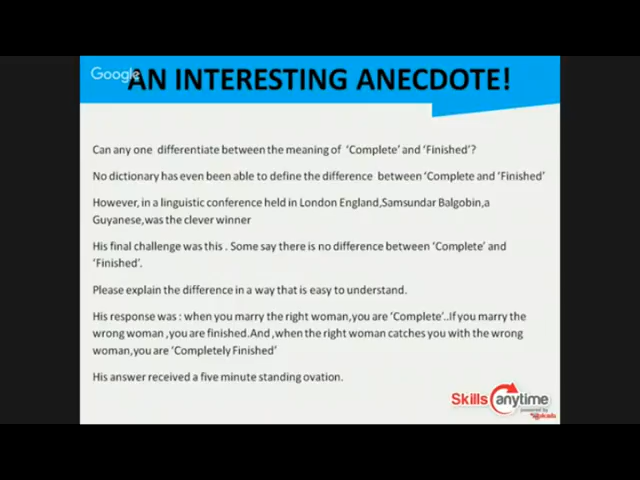 Google
AN INTERESTING ANECDOTE!
Can any one differentiate between the meaning of 'Complete' and 'Finished'?
No dictionary has even been able to define the difference between 'Complete and 'Finished'
However, in a linguistic conference held in London England,Samsundar Balgobin,a
Guyanese,was the clever winner
His final challenge was this . Some say there is no difference between 'Complete' and
'Finished'.
Please explain the difference in a way that is easy to understand.
His response was : when you marry the right woman,you are 'Complete'..If you marry the
wrong woman ,you are finished.And ,when the right woman catches you with the wrong
woman,you are 'Completely Finished'
His answer received a five minute standing ovation.
Skills anytime
powered by